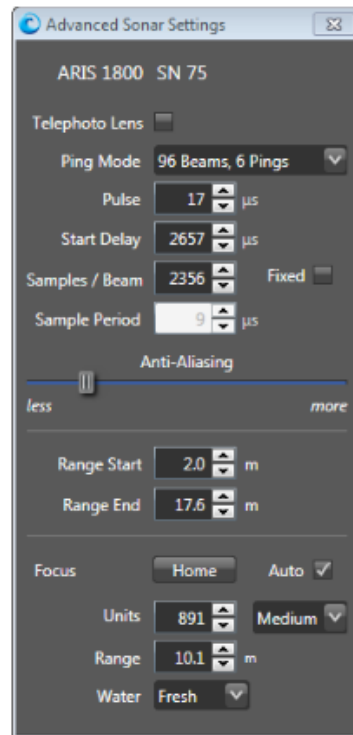 Advanced Sonar Settings
ARIS 1800 SN 75
Telephoto Lens
Ping Mode 96 Beams, 6 Pings
Pulse 17 µs
Start Delay 2657 µs
Samples / Beam 2356 Fixed
Sample Period 9 µs
Anti-Aliasing
less more
Range Start 2.0 m
Range End 17.6 m
Focus Home Auto
Units 891 Medium
Range 10.1 m
Water Fresh